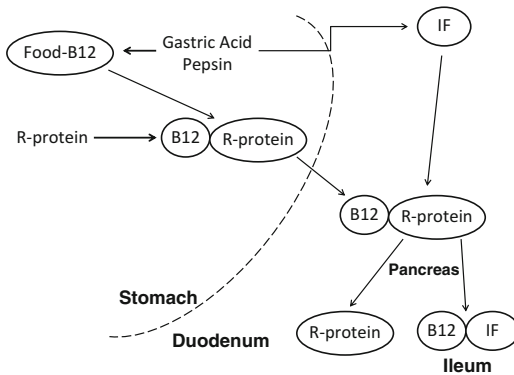 IF
Food-B12
Gastric Acid
Pepsin
R-protein
B12
R-protein
B12
R-protein
Pancreas
Stomach
Duodenum
R-protein
B12
IF
Ileum